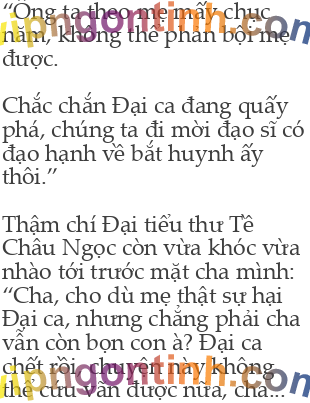 “Ông ta theo mẹ mấy chục
năm, không thể phản bội mẹ
được.
Chắc chắn Đại ca đang quấy
phá, chúng ta đi mời đạo sĩ có
đạo hạnh về bắt huynh ấy
thôi.”
Thậm chí Đại tiểu thư Tề
Châu Ngọc còn vừa khóc vừa
nhào tới trước mặt cha mình:
“Cha, cho dù mẹ thật sự hại
Đại ca, nhưng chẳng phải cha
vẫn còn bọn con à? Đại ca
chết rồi, chuyện này không
thể cứu vãn được nữa, cha...
vipngontinh.com
vipngontinh.com